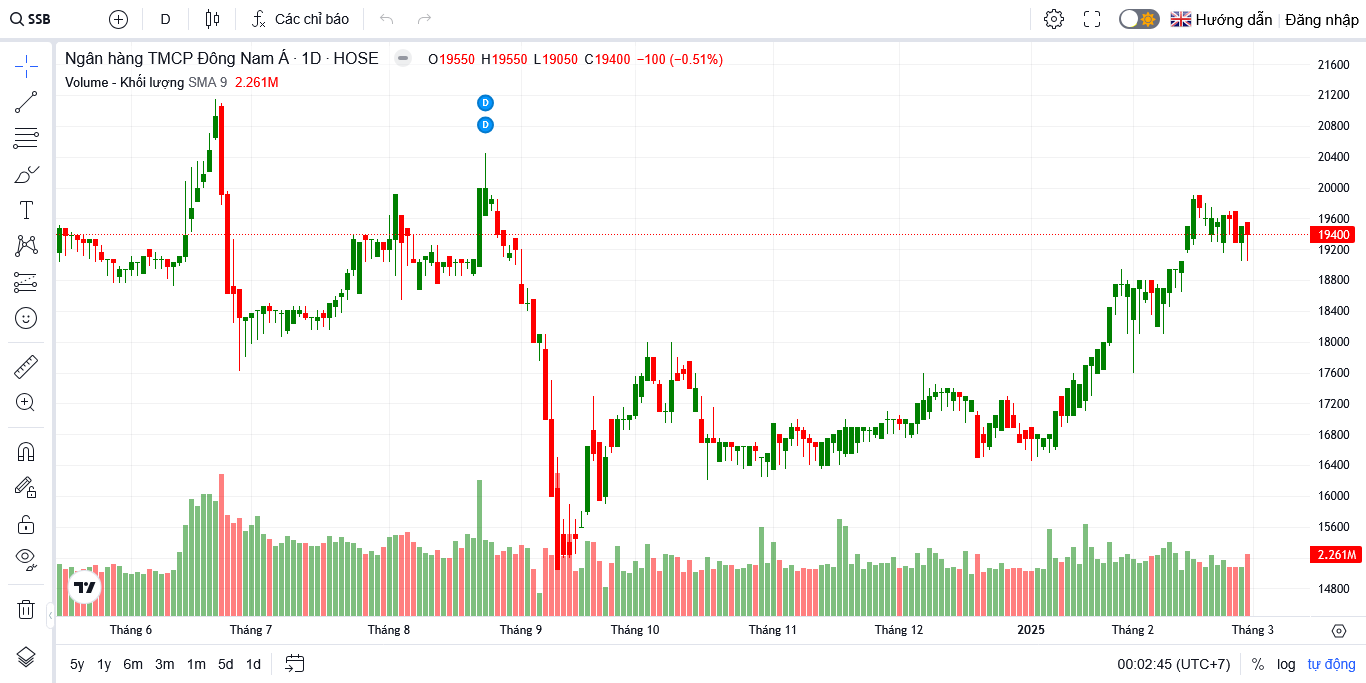 SSB D Các chỉ báo Hướng dẫn Đăng nhập
Ngân hàng TMCP Đông Nam Á · 1D · HOSE O19550 H19550 L19050 C19400 −100 (−0.51%)
Volume - Khối lượng SMA 9 2.261M
D
D
21600
21200
20800
20400
20000
19600
19400
19200
18800
18400
18000
17600
17200
16800
16400
16000
15600
2.261M
14800
Tháng 6 Tháng 7 Tháng 8 Tháng 9 Tháng 10 Tháng 11 Tháng 12 2025 Tháng 2 Tháng 3
5y 1y 6m 3m 1m 5d 1d 00:02:45 (UTC+7) % log tự động